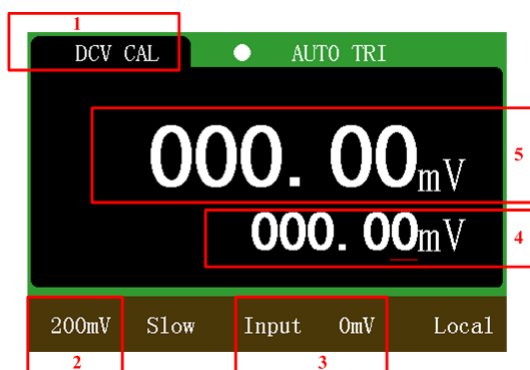 1
DCV CAL AUTO TRI
000.00mV 5
000.00mV 4
200mV Slow Input 0mV Local
2 3